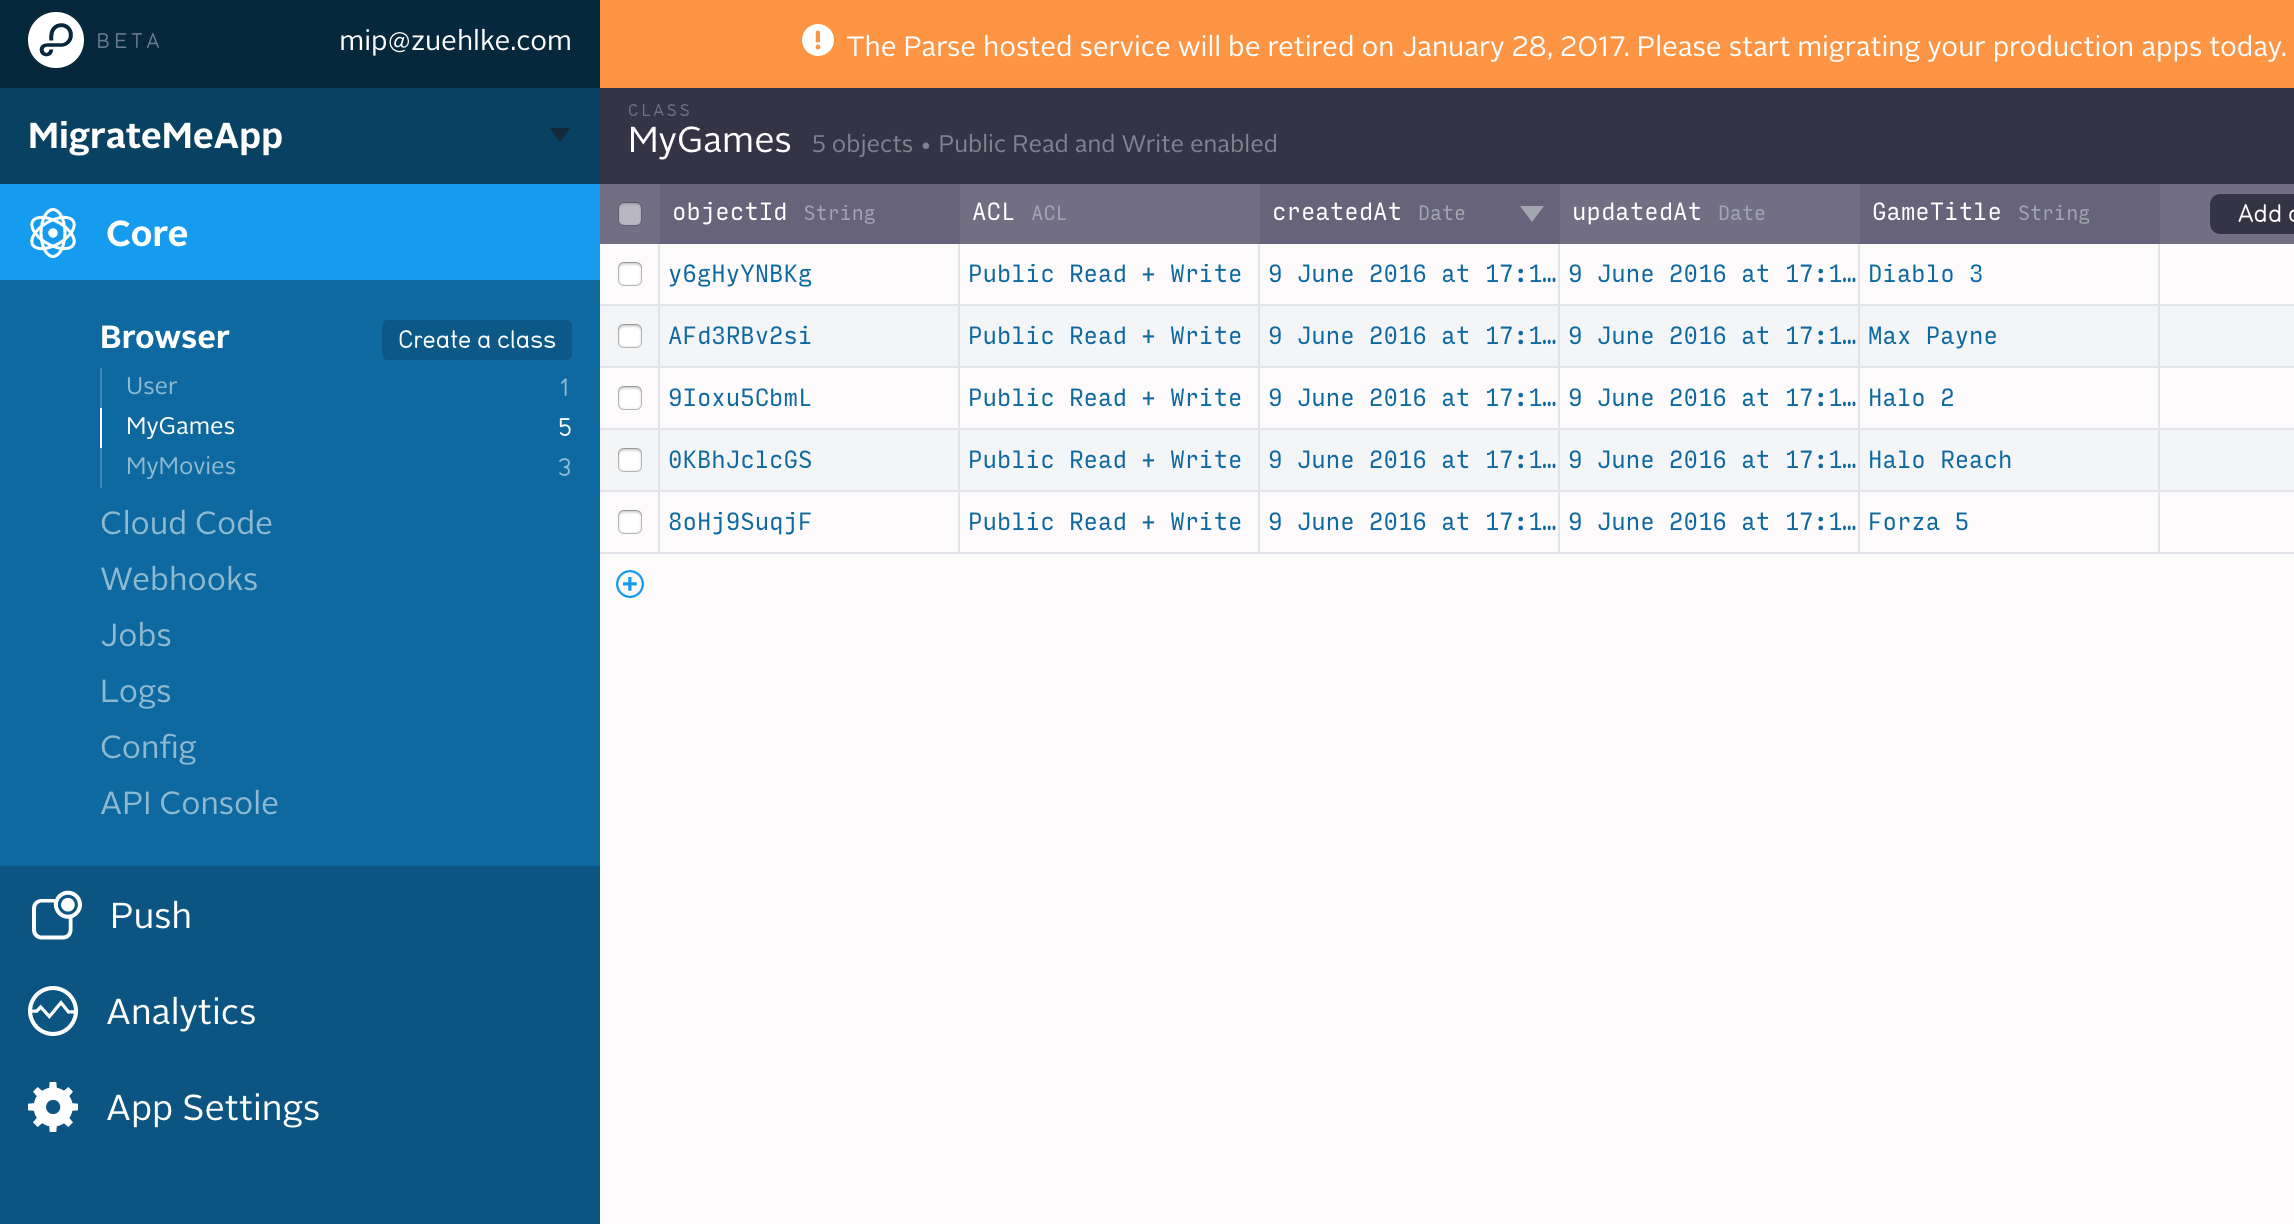 BETA mip@zuehlke.com
The Parse hosted service will be retired on January 28, 2017. Please start migrating your production apps today.
MigrateMeApp
CLASS
MyGames 5 objects • Public Read and Write enabled
Core
Browser Create a class
User 1
MyGames 5
MyMovies 3
Cloud Code
Webhooks
Jobs
Logs
Config
API Console
Push
Analytics
App Settings
objectId String ACL ACL createdAt Date updatedAt Date GameTitle String Add
y6gHyYNBKg Public Read + Write 9 June 2016 at 17:1… 9 June 2016 at 17:1… Diablo 3
AFd3RBv2si Public Read + Write 9 June 2016 at 17:1… 9 June 2016 at 17:1… Max Payne
9Ioxu5CbmL Public Read + Write 9 June 2016 at 17:1… 9 June 2016 at 17:1… Halo 2
0KBhJclcGS Public Read + Write 9 June 2016 at 17:1… 9 June 2016 at 17:1… Halo Reach
8oHj9SuqjF Public Read + Write 9 June 2016 at 17:1… 9 June 2016 at 17:1… Forza 5